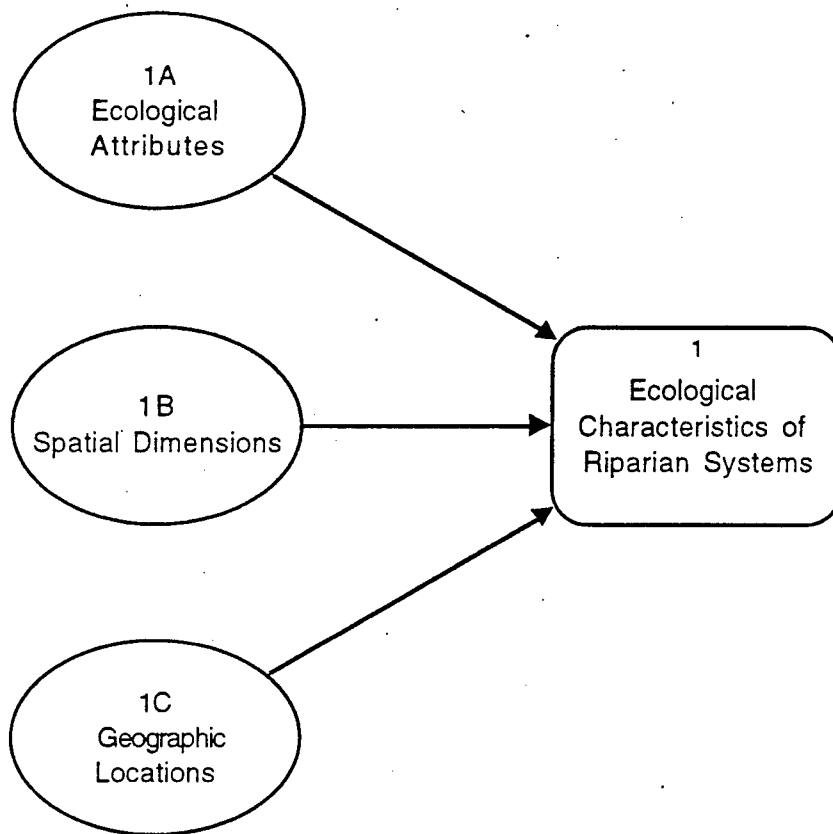 1A
Ecological
Attributes
1B
Spatial Dimensions
1C
Geographic
Locations
1
Ecological
Characteristics of
Riparian Systems